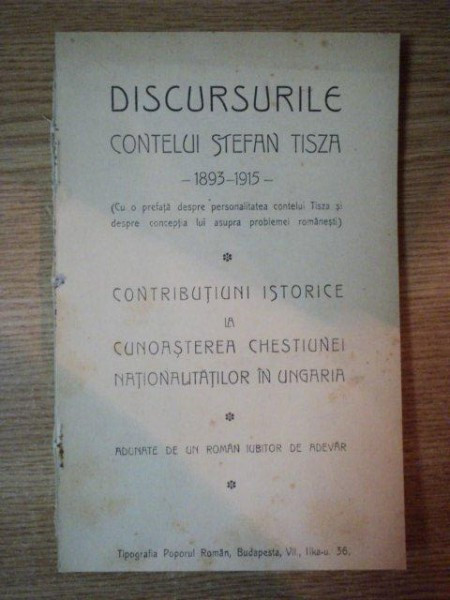 DISCURSURILE
CONTELUI ȘTEFAN TISZA
— 1893–1915 —
(Cu o prefață despre personalitatea contelui Tisza și
despre concepția lui asupra problemei românești)
*
CONTRIBUȚIUNI ISTORICE
LA
CUNOAȘTEREA CHESTIUNEI
NAȚIONALITĂȚILOR ÎN UNGARIA
*
ADUNATE DE UN ROMÂN IUBITOR DE ADEVĂR
*
Tipografia Poporul Român, Budapesta, VII., Ilka-u. 36.